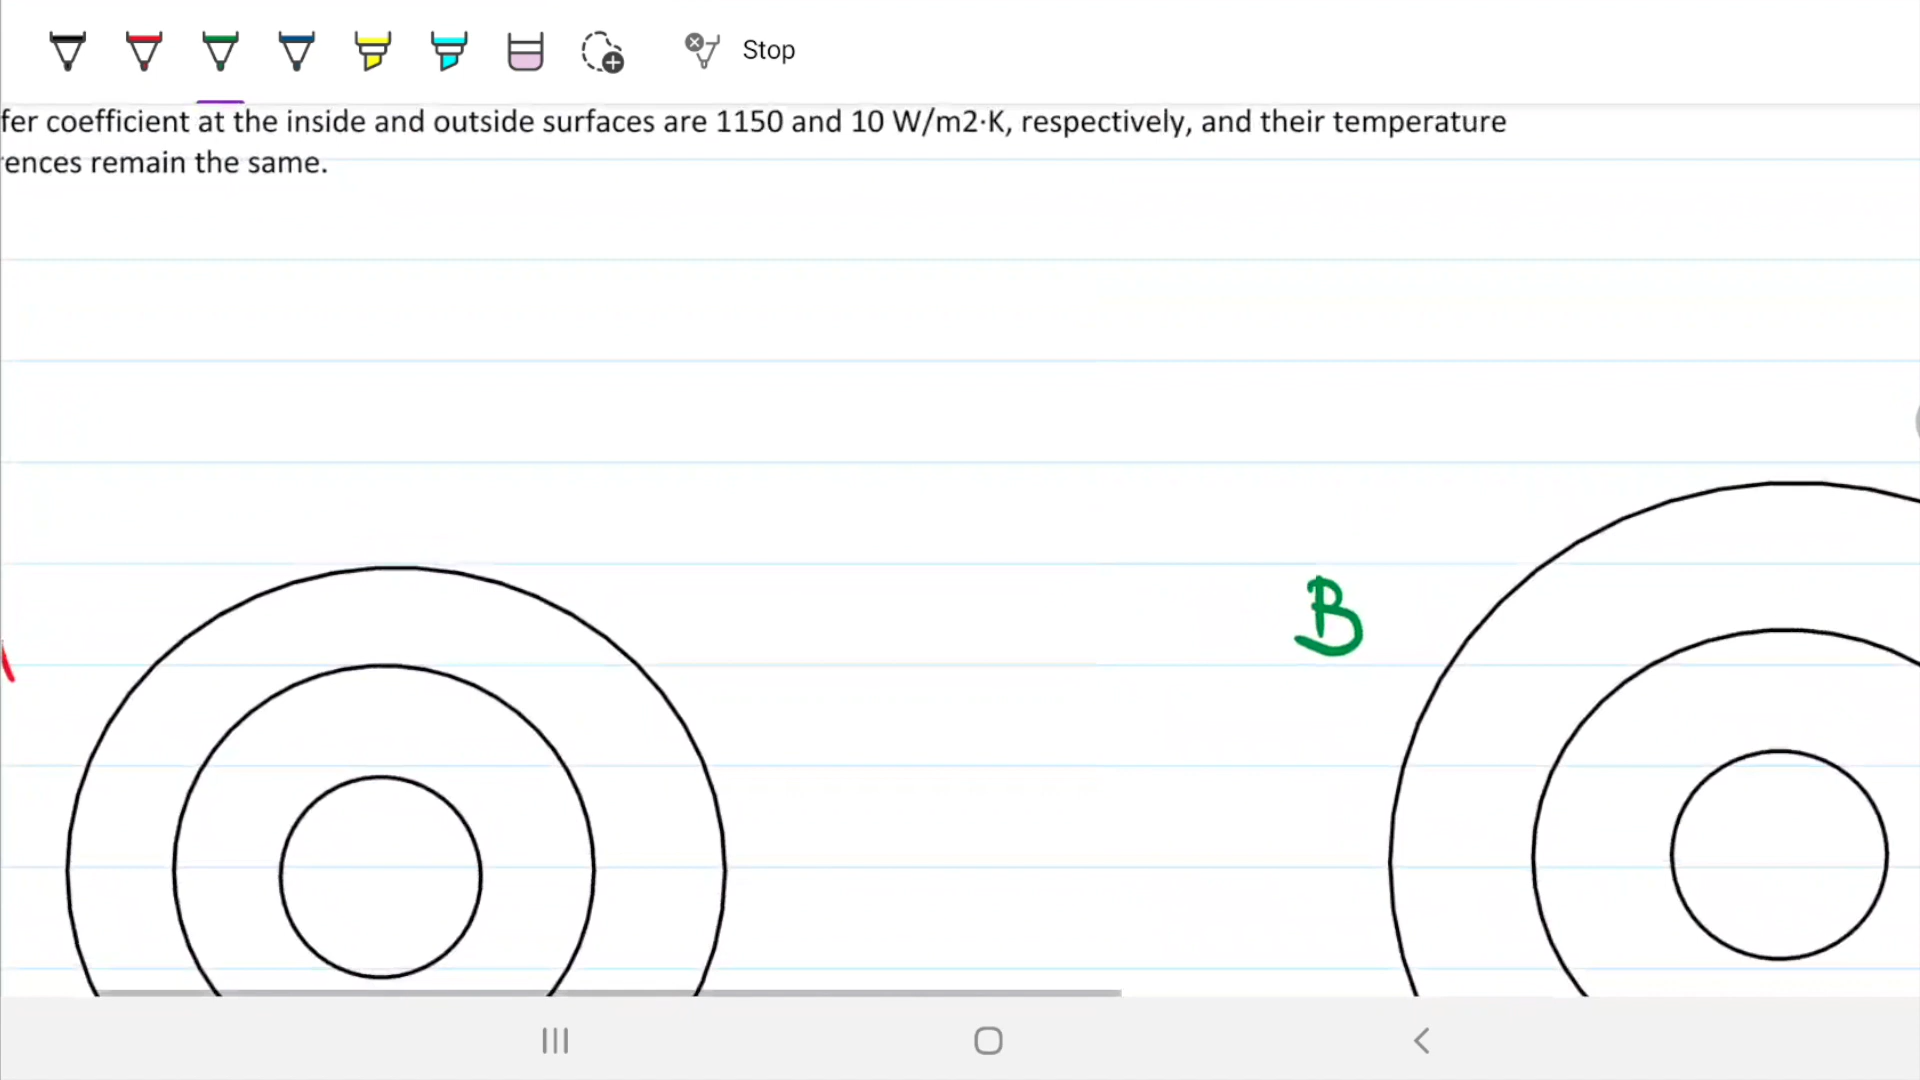 Stop
fer coefficient at the inside and outside surfaces are 1150 and 10 W/m2·K, respectively, and their temperature
rences remain the same.
B